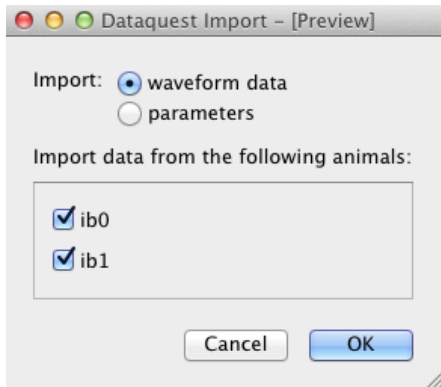 Dataquest Import – [Preview]
Import: waveform data
parameters
Import data from the following animals:
ib0
ib1
Cancel OK